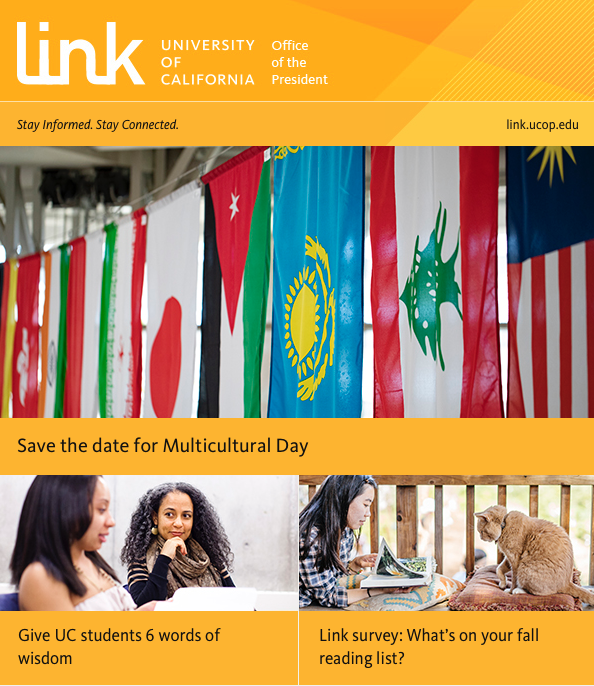 link
UNIVERSITY
OF
CALIFORNIA
Office
of the
President
Stay Informed. Stay Connected.
link.ucop.edu
Save the date for Multicultural Day
Give UC students 6 words of
wisdom
Link survey: What's on your fall
reading list?